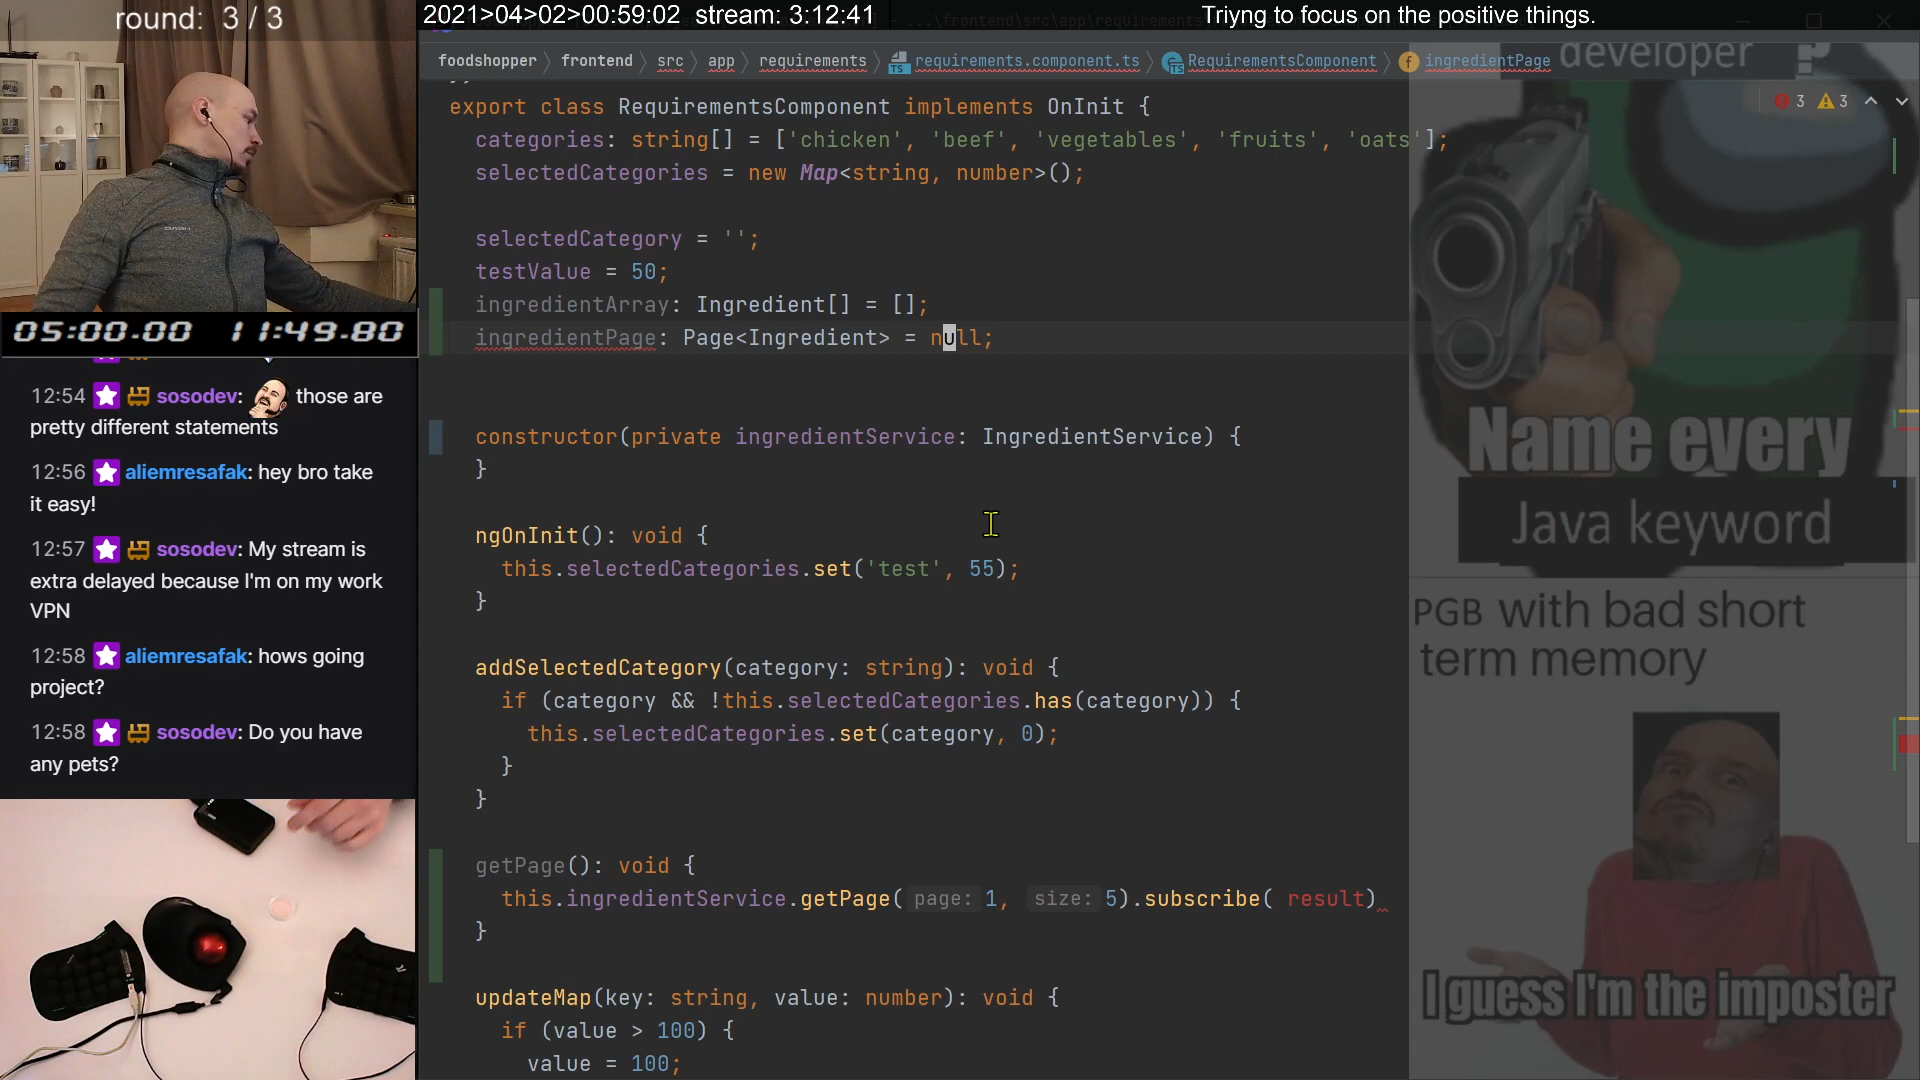 round: 3 / 3
2021>04>02>00:59:02 stream: 3:12:41
Triyng to focus on the positive things.
foodshopper
frontend
src
app
requirements
requirements.component.ts
RequirementsComponent
ingredientPage
3 3
export class RequirementsComponent implements OnInit {
categories: string[] = ['chicken', 'beef', 'vegetables', 'fruits', 'oats'];
selectedCategories = new Map<string, number>();
selectedCategory = '';
testValue = 50;
ingredientArray: Ingredient[] = [];
ingredientPage: Page<Ingredient> = null;
constructor(private ingredientService: IngredientService) {
}
ngOnInit(): void {
this.selectedCategories.set('test', 55);
}
addSelectedCategory(category: string): void {
if (category && !this.selectedCategories.has(category)) {
this.selectedCategories.set(category, 0);
}
}
getPage(): void {
this.ingredientService.getPage( page: 1, size: 5).subscribe( result)
}
updateMap(key: string, value: number): void {
if (value > 100) {
value = 100;
05:00.00 11:49.80
12:54 sosodev: those are
pretty different statements
12:56 aliemresafak: hey bro take
it easy!
12:57 sosodev: My stream is
extra delayed because I'm on my work
VPN
12:58 aliemresafak: hows going
project?
12:58 sosodev: Do you have
any pets?
developer ?
Name every
Java keyword
PGB with bad short
term memory
I guess I'm the imposter